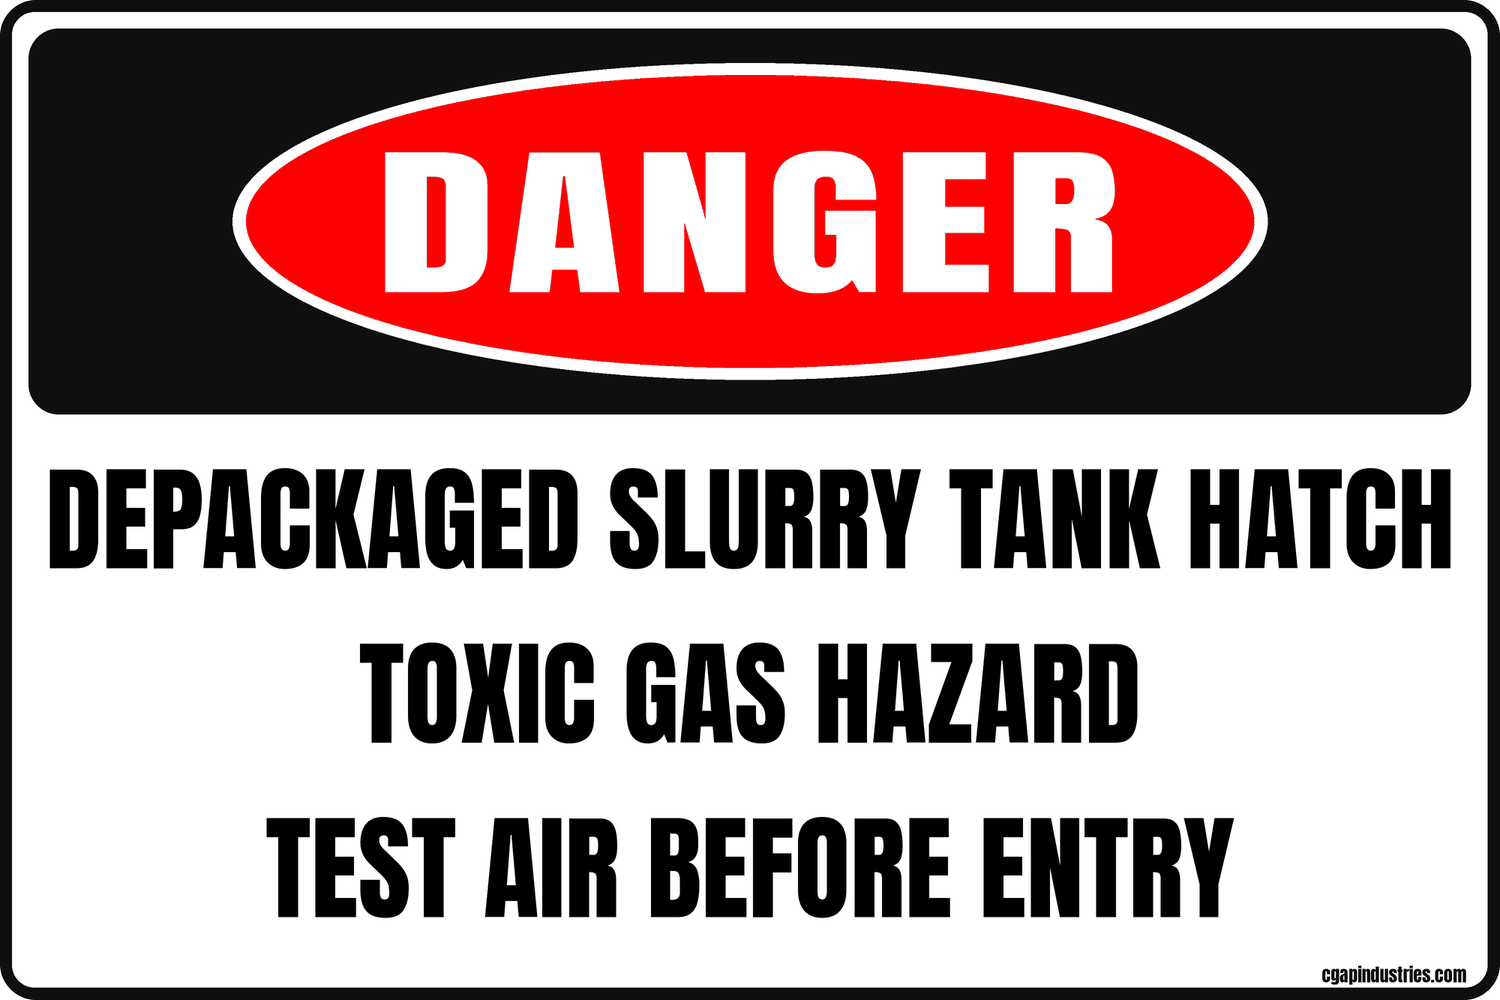 DANGER
DEPACKAGED SLURRY TANK HATCH
TOXIC GAS HAZARD
TEST AIR BEFORE ENTRY
cgapindustries.com